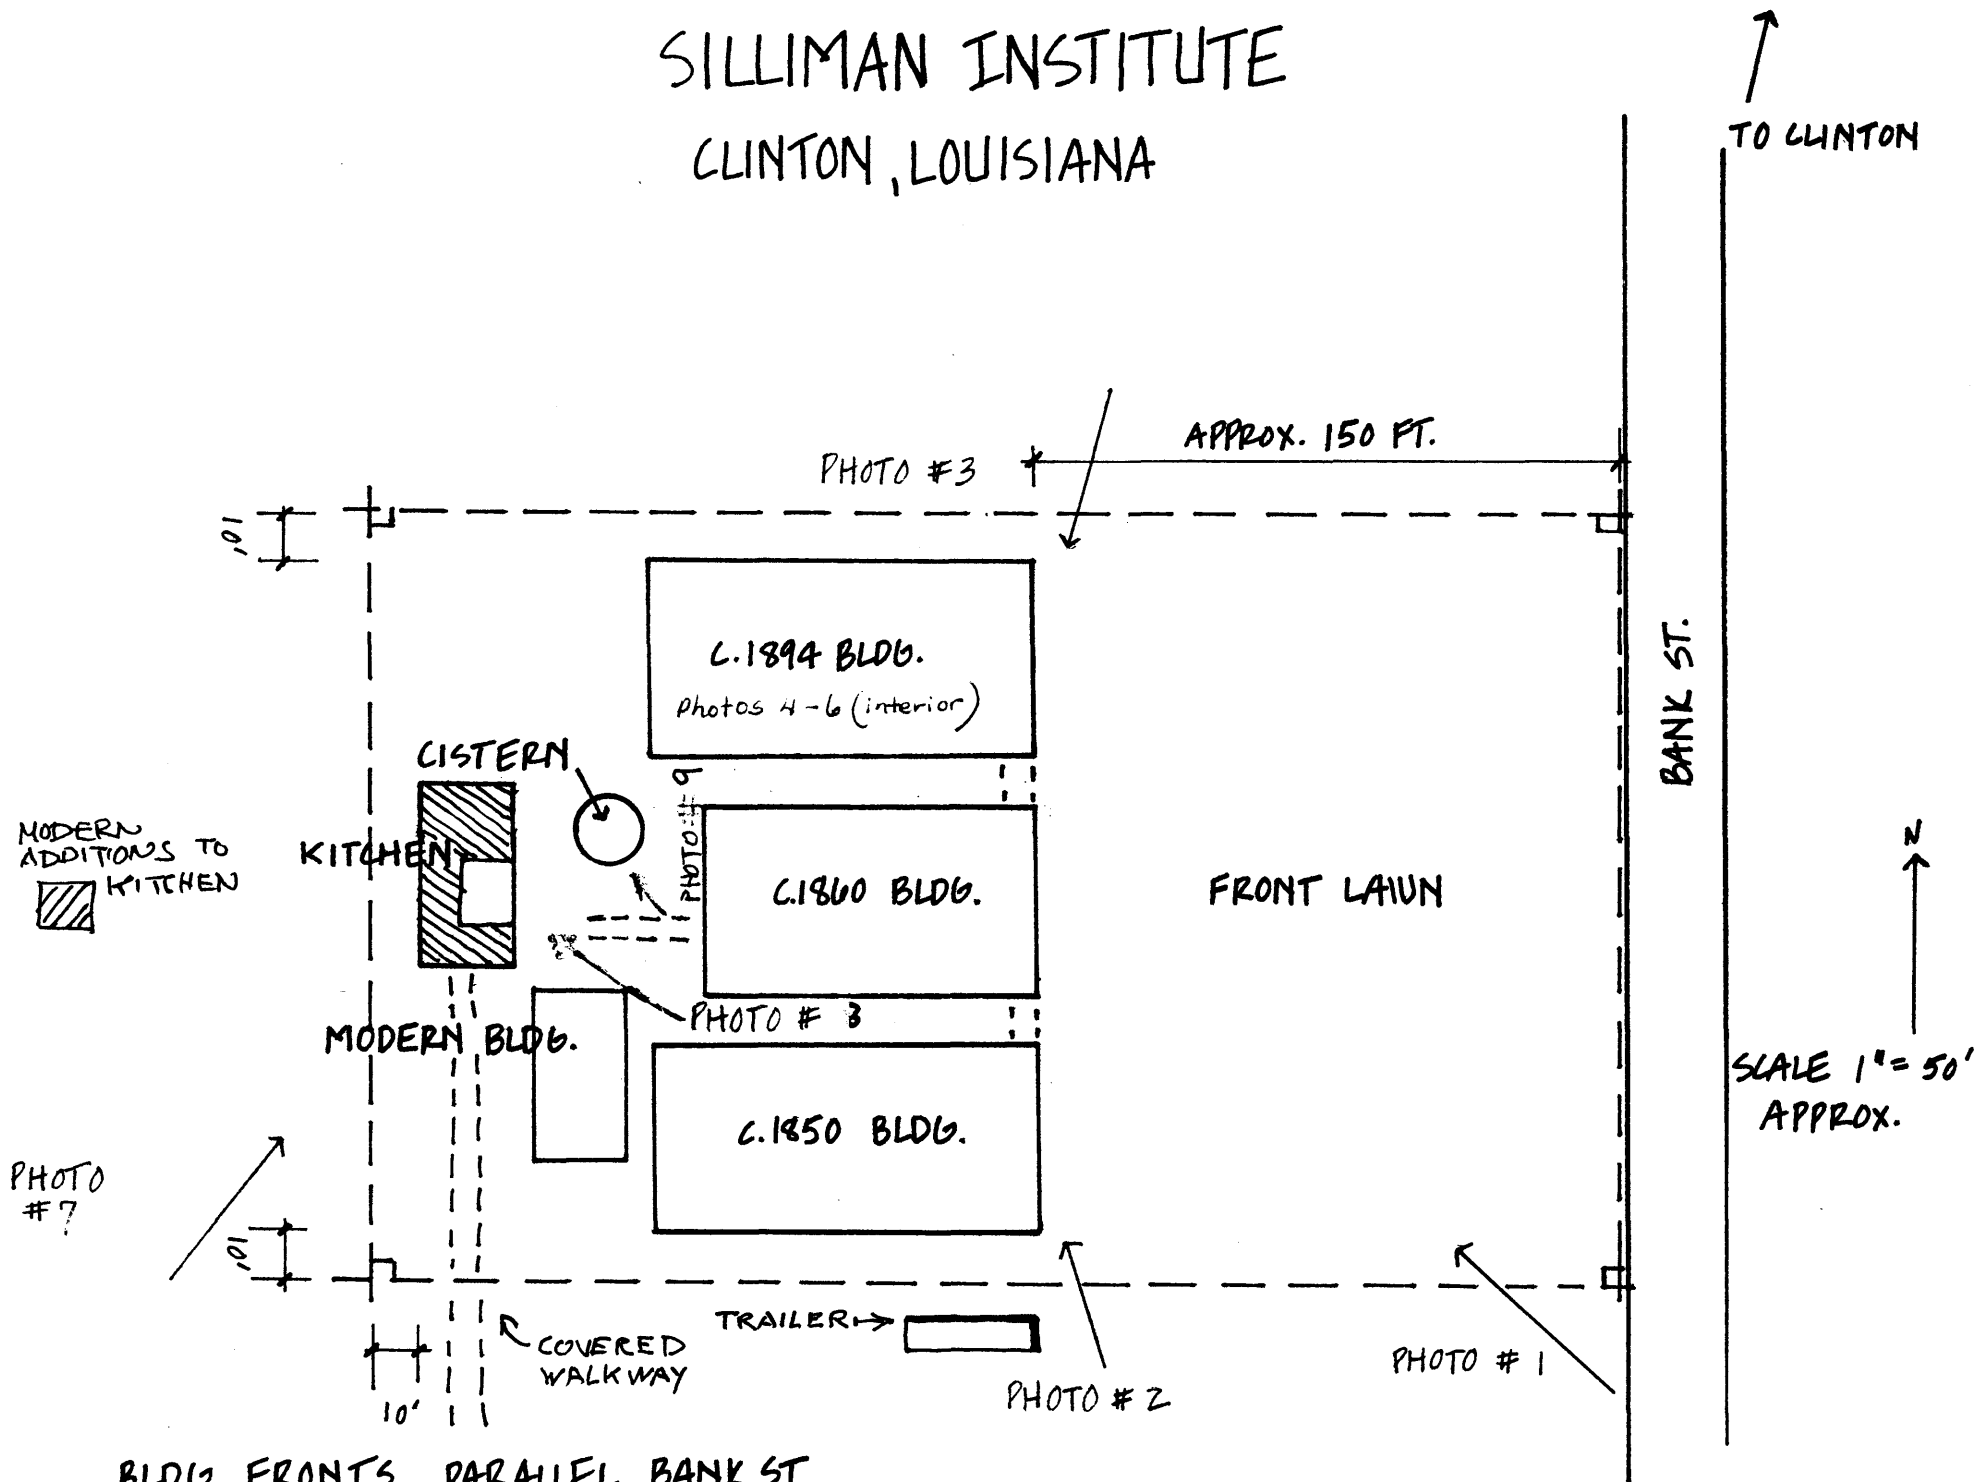 SILLIMAN INSTITUTE
CLINTON, LOUISIANA
TO CLINTON
APPROX. 150 FT.
PHOTO #3
10'
C.1894 BLDG.
Photos 4-6 (interior)
BANK ST.
CISTERN
PHOTO # 9
MODERN
ADDITIONS TO
KITCHEN
KITCHEN
C.1860 BLDG.
FRONT LAWN
N
PHOTO # 8
MODERN BLDG.
SCALE 1"= 50'
APPROX.
C.1850 BLDG.
PHOTO
#7
10'
TRAILER
COVERED
WALKWAY
PHOTO # 1
PHOTO # 2
10'
BLDG FRONTS PARALLEL BANK ST